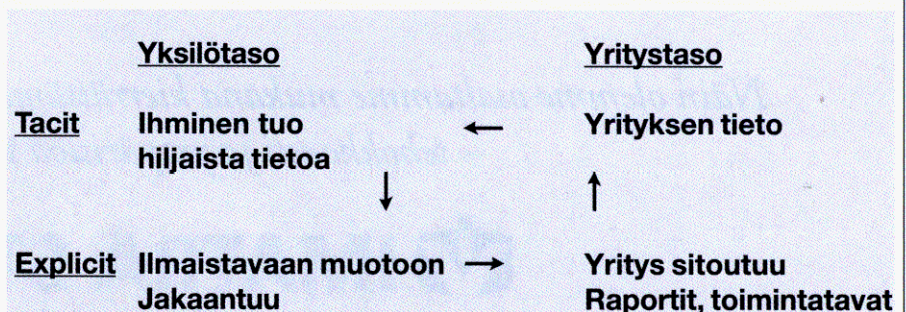 Yksilötaso Yritystaso
Tacit Ihminen tuo ← Yrityksen tieto
hiljaista tietoa
↓ ↑
Explicit Ilmaistavaan muotoon → Yritys sitoutuu
Jakaantuu Raportit, toimintatavat